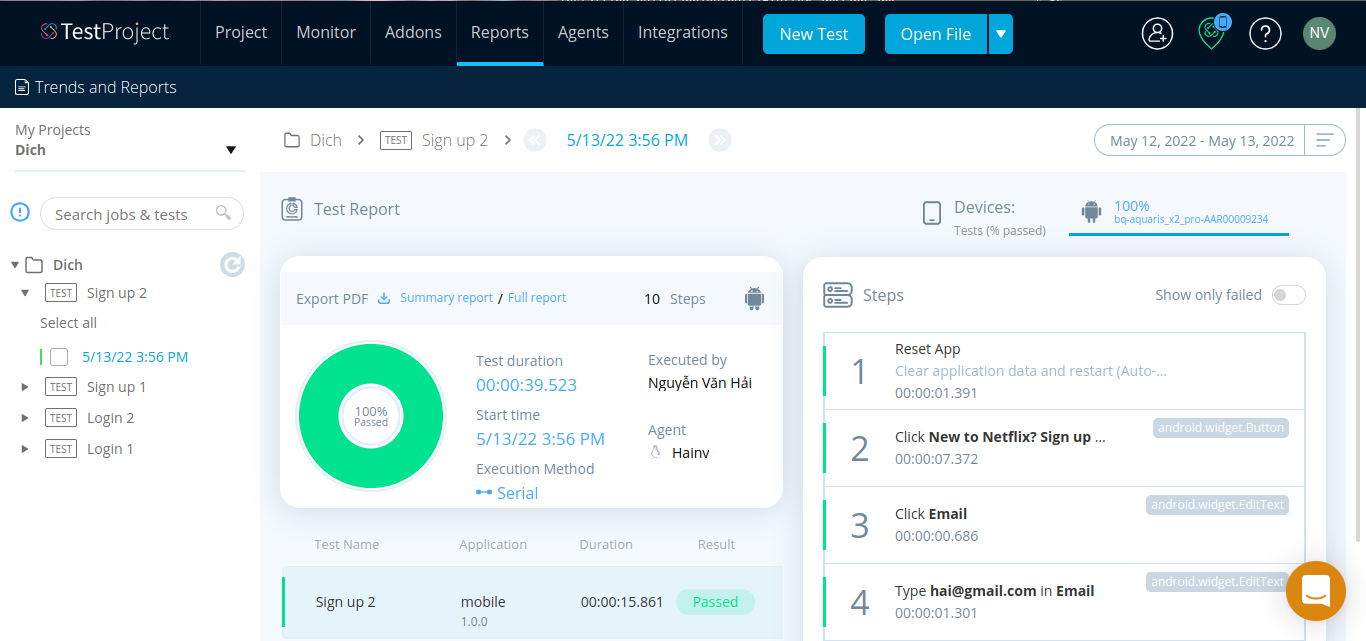 TestProject
Project
Monitor
Addons
Reports
Agents
Integrations
New Test
Open File
NV
Trends and Reports
My Projects
Dich
Dich
TEST
Sign up 2
5/13/22 3:56 PM
May 12, 2022 - May 13, 2022
Search jobs & tests
Dich
TEST Sign up 2
Select all
5/13/22 3:56 PM
TEST Sign up 1
TEST Login 2
TEST Login 1
Test Report
Devices:
Tests (% passed)
100%
bq-aquaris_x2_pro-AAR00009234
Export PDF
Summary report / Full report
10 Steps
100%
Passed
Test duration
00:00:39.523
Start time
5/13/22 3:56 PM
Execution Method
Serial
Executed by
Nguyễn Văn Hải
Agent
Hainv
Test Name
Application
Duration
Result
Sign up 2
mobile
1.0.0
00:00:15.861
Passed
Steps
Show only failed
1
Reset App
Clear application data and restart (Auto-...
00:00:01.391
2
Click New to Netflix? Sign up ...
android.widget.Button
00:00:07.372
3
Click Email
android.widget.EditText
00:00:00.686
4
Type hai@gmail.com in Email
android.widget.EditText
00:00:01.301